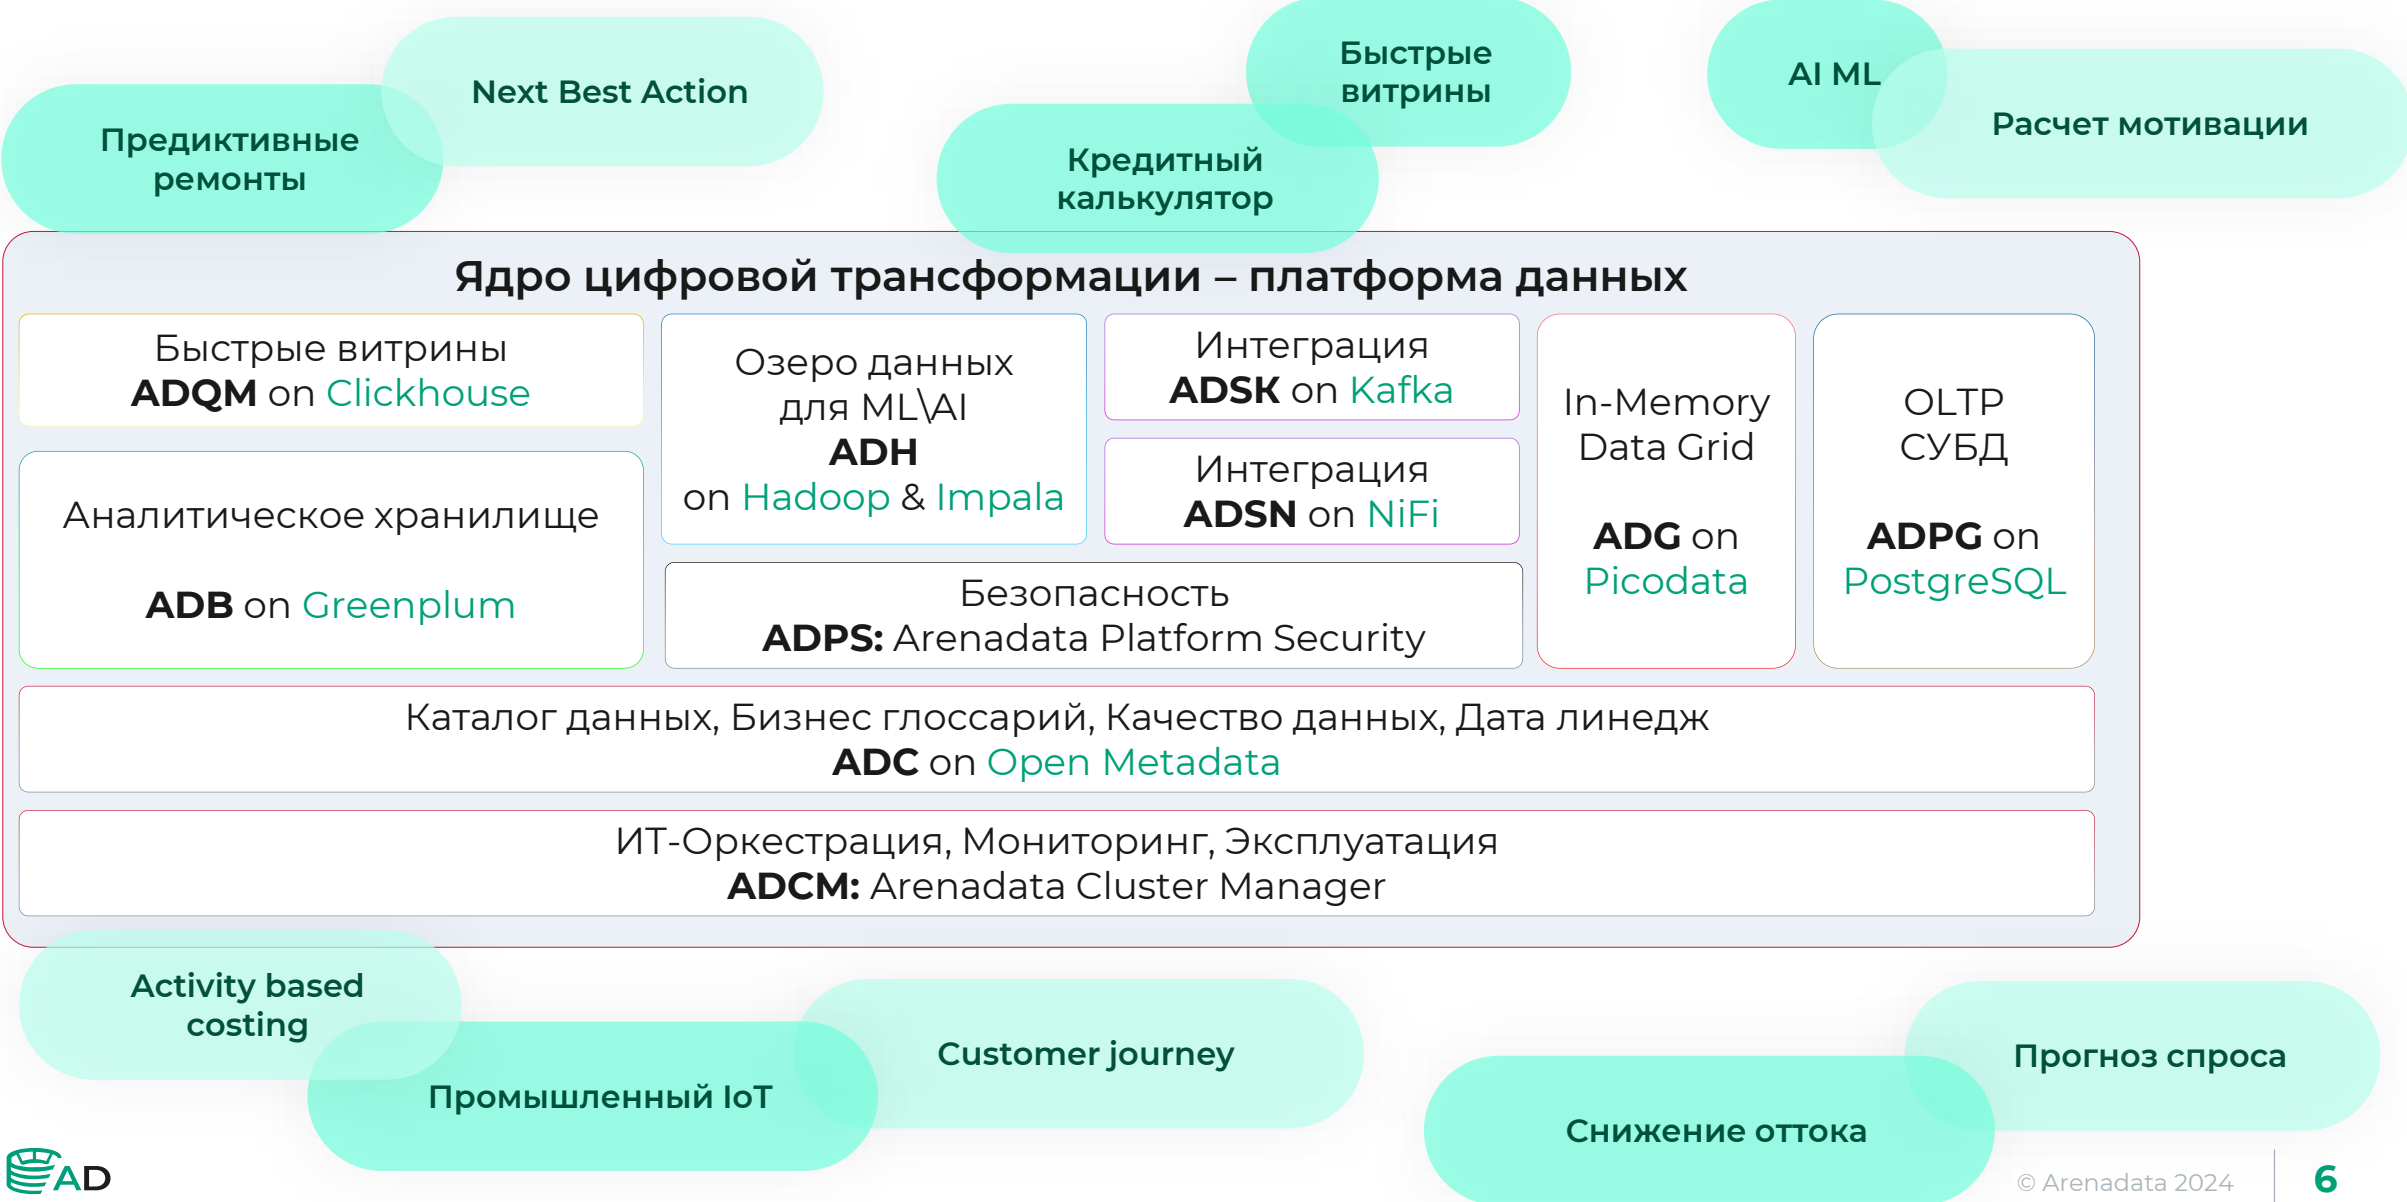 Предиктивные
ремонты
Next Best Action
Кредитный
калькулятор
Быстрые
витрины
AI ML
Расчет мотивации
Ядро цифровой трансформации – платформа данных
Быстрые витрины
ADQM on Clickhouse
Аналитическое хранилище
ADB on Greenplum
Озеро данных
для ML\AI
ADH
on Hadoop & Impala
Интеграция
ADSK on Kafka
Интеграция
ADSN on NiFi
Безопасность
ADPS: Arenadata Platform Security
In-Memory
Data Grid
ADG on
Picodata
OLTP
СУБД
ADPG on
PostgreSQL
Каталог данных, Бизнес глоссарий, Качество данных, Дата линедж
ADC on Open Metadata
ИТ-Оркестрация, Мониторинг, Эксплуатация
ADCM: Arenadata Cluster Manager
Activity based
costing
Промышленный IoT
Customer journey
Снижение оттока
Прогноз спроса
AD
© Arenadata 2024
6